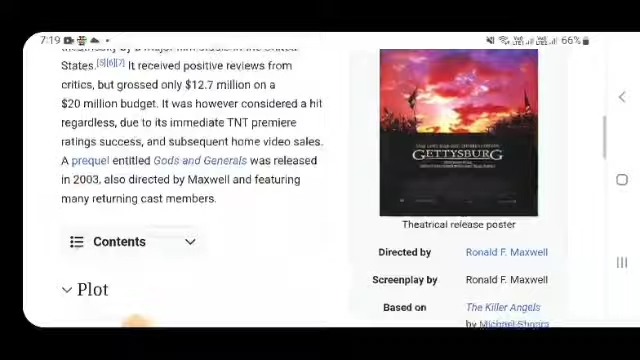 7:19
66%
States.[5][6][7] It received positive reviews from
critics, but grossed only $12.7 million on a
$20 million budget. It was however considered a hit
regardless, due to its immediate TNT premiere
ratings success, and subsequent home video sales.
A prequel entitled Gods and Generals was released
in 2003, also directed by Maxwell and featuring
many returning cast members.
Contents
Plot
GETTYSBURG
Theatrical release poster
Directed by Ronald F. Maxwell
Screenplay by Ronald F. Maxwell
Based on The Killer Angels
by Michael Shaara